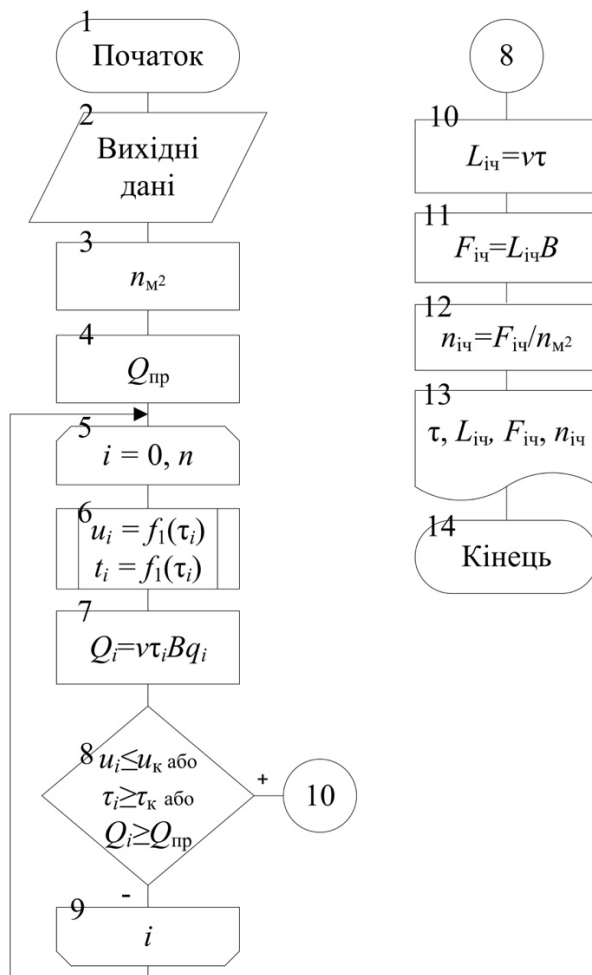 1
Початок
2
Вихідні
дані
3
nм²
4
Qпр
5
i = 0, n
6
ui = f1(τi)
ti = f1(τi)
7
Qi=vτiBqi
8
ui≤uк або
τi≥τк або
Qi≥Qпр
+
10
-
9
i
8
10
Lіч=vτ
11
Fіч=LічB
12
nіч=Fіч/nм²
13
τ, Lіч, Fіч, nіч
14
Кінець